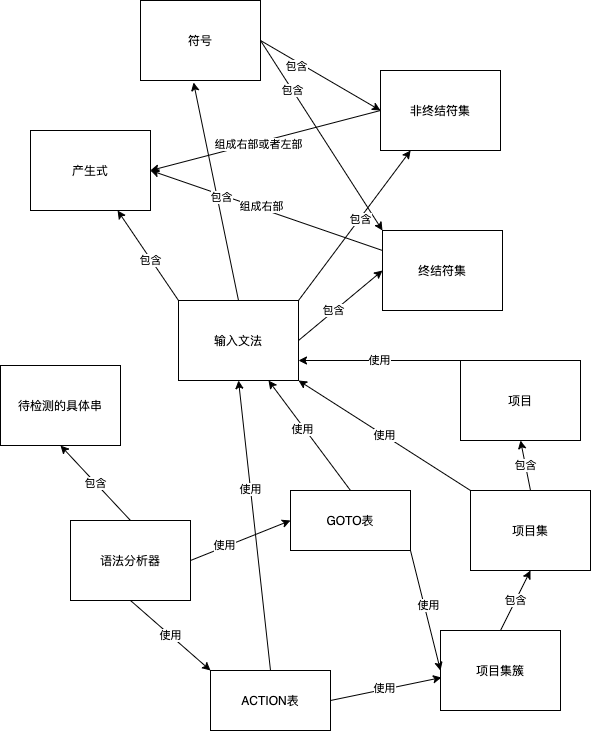 符号
包含
非终结符集
包含
组成右部或者左部
产生式
包含
组成右部
包含
包含
终结符集
包含
输入文法
使用
待检测的具体串
项目
使用
使用
包含
包含
使用
GOTO表
项目集
使用
语法分析器
包含
使用
使用
项目集簇
使用
ACTION表